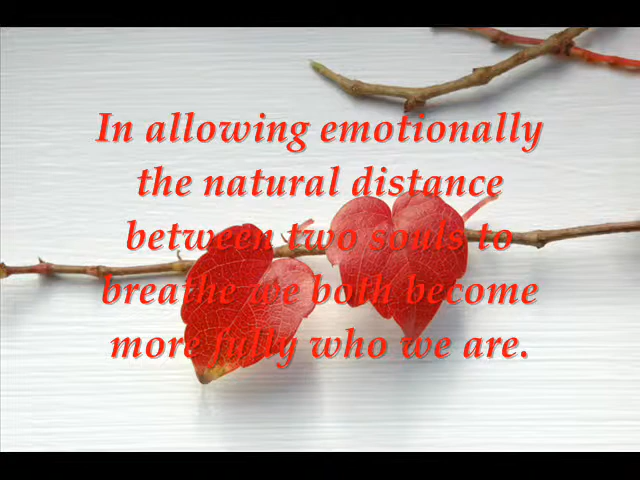 In allowing emotionally
the natural distance
between two souls to
breathe we both become
more fully who we are.